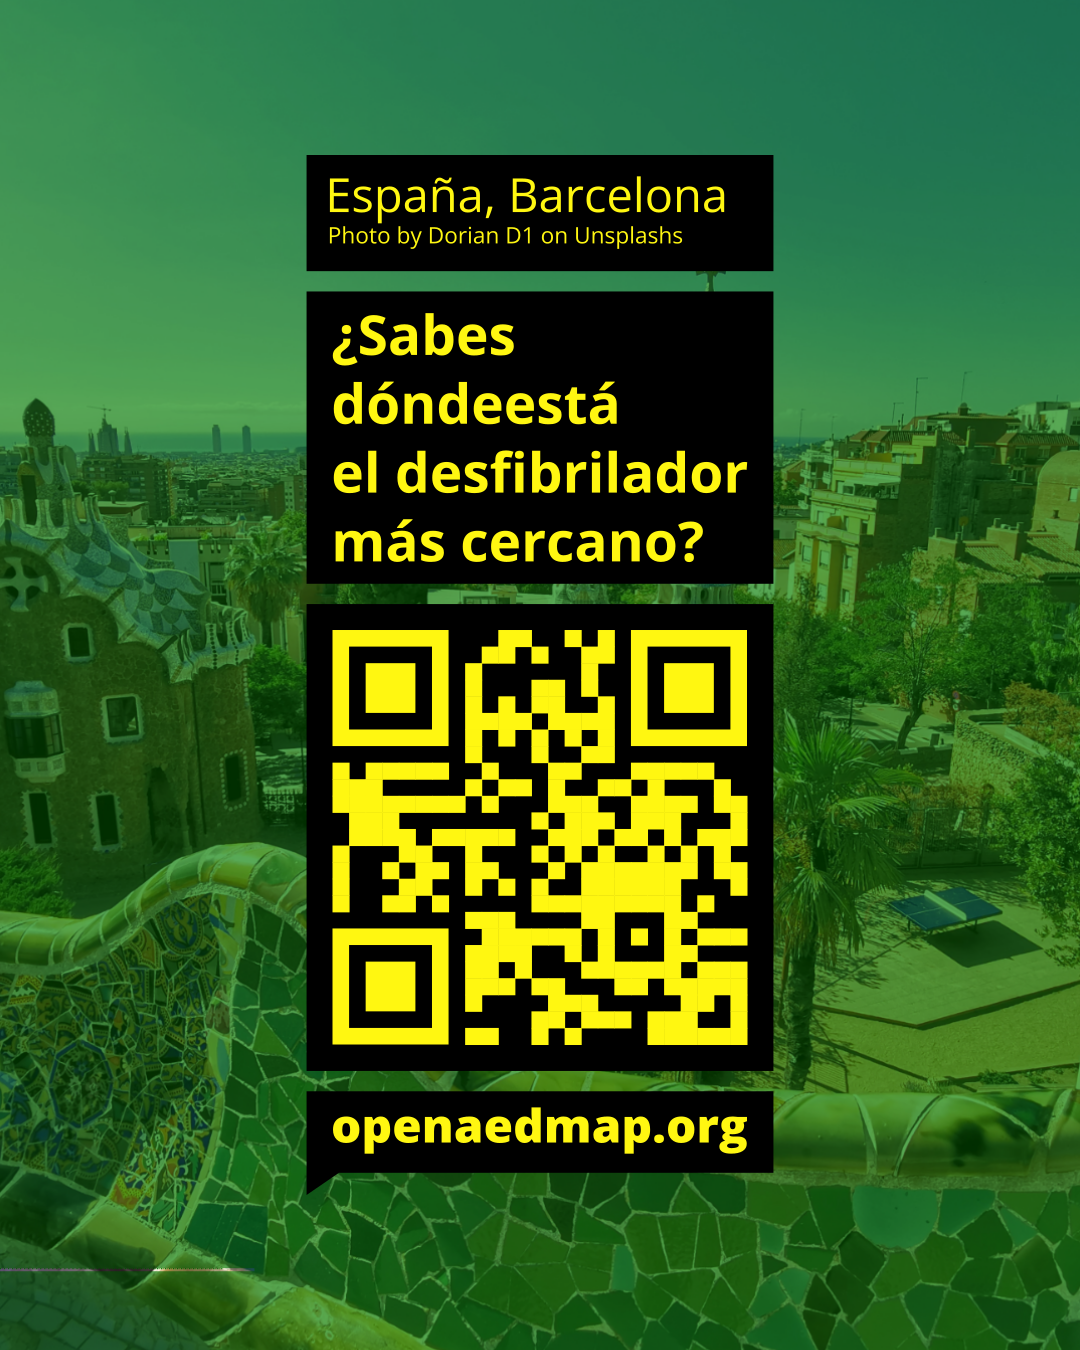 España, Barcelona
Photo by Dorian D1 on Unsplashs
¿Sabes
dóndeestá
el desfibrilador
más cercano?
openaedmap.org